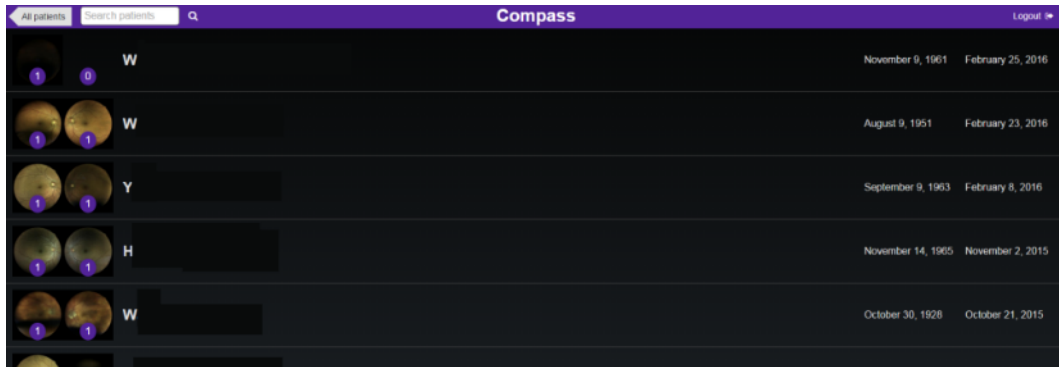 All patients Search patients Compass Logout
1 0 W November 9, 1961 February 25, 2016
1 1 W August 9, 1951 February 23, 2016
1 1 Y September 9, 1963 February 8, 2016
1 1 H November 14, 1965 November 2, 2015
1 1 W October 30, 1928 October 21, 2015